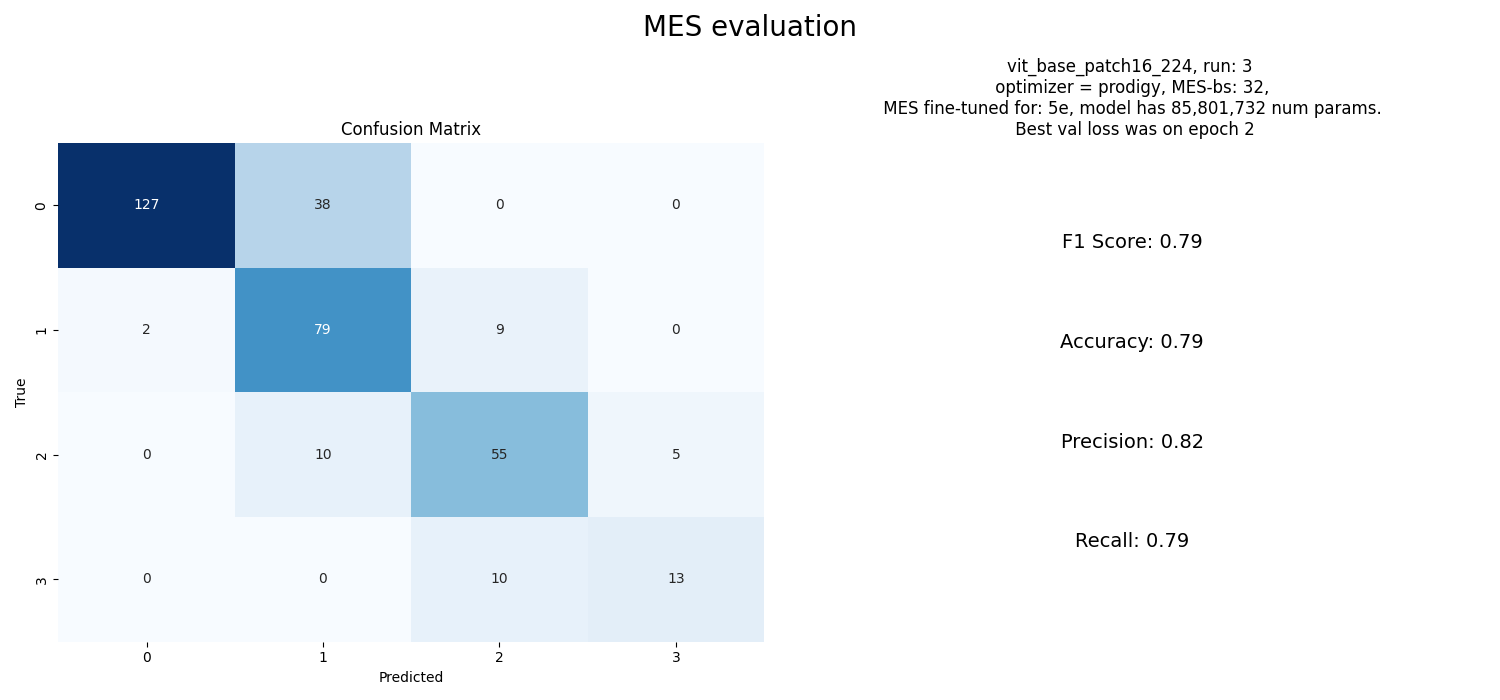 MES evaluation
vit_base_patch16_224, run: 3
optimizer = prodigy, MES-bs: 32,
MES fine-tuned for: 5e, model has 85,801,732 num params.
Best val loss was on epoch 2
Confusion Matrix
True
0
127 38 0 0
1
2 79 9 0
2
0 10 55 5
3
0 0 10 13
0 1 2 3
Predicted
F1 Score: 0.79
Accuracy: 0.79
Precision: 0.82
Recall: 0.79